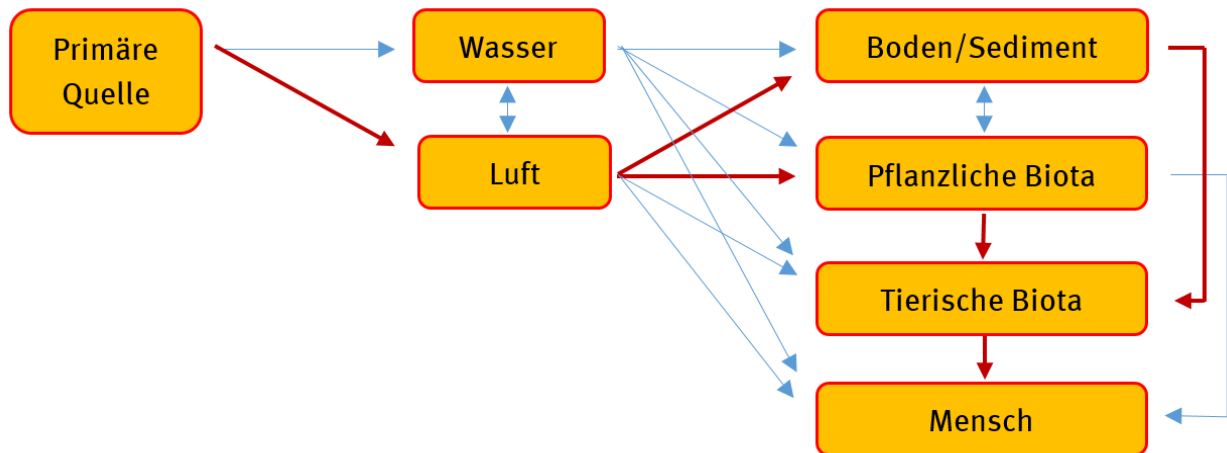 Primäre
Quelle
Wasser
Luft
Boden/Sediment
Pflanzliche Biota
Tierische Biota
Mensch